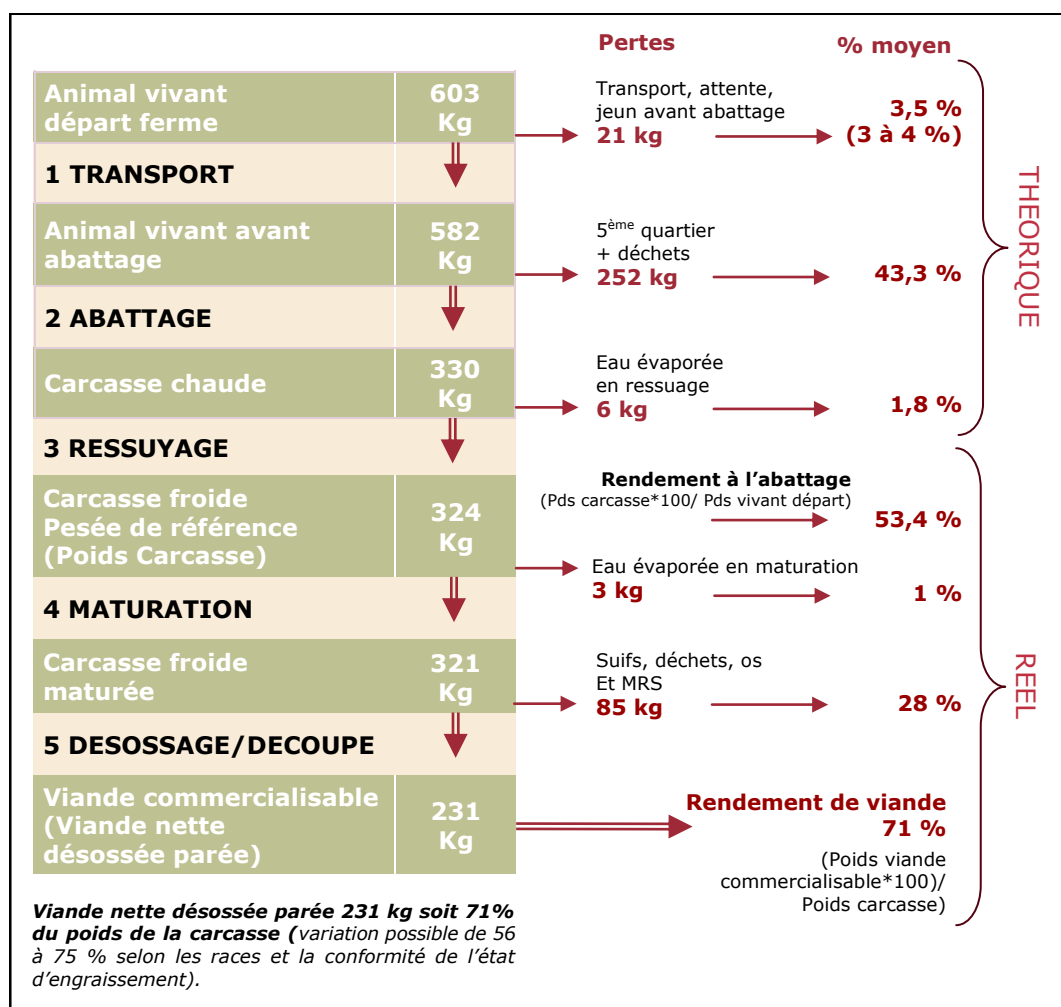 Pertes
% moyen
Animal vivant
départ ferme
603
Kg
Transport, attente,
jeun avant abattage
21 kg
3,5 %
(3 à 4 %)
1 TRANSPORT
Animal vivant avant
abattage
582
Kg
5ème quartier
+ déchets
252 kg
43,3 %
2 ABATTAGE
Carcasse chaude
330
Kg
Eau évaporée
en ressuage
6 kg
1,8 %
THEORIQUE
3 RESSUYAGE
Carcasse froide
Pesée de référence
(Poids Carcasse)
324
Kg
Rendement à l’abattage
(Pds carcasse*100/ Pds vivant départ)
53,4 %
Eau évaporée en maturation
3 kg
1 %
4 MATURATION
Carcasse froide
maturée
321
Kg
Suifs, déchets, os
Et MRS
85 kg
28 %
REEL
5 DESOSSAGE/DECOUPE
Viande commercialisable
(Viande nette
désossée parée)
231
Kg
Rendement de viande
71 %
(Poids viande
commercialisable*100)/
Poids carcasse)
Viande nette désossée parée 231 kg soit 71%
du poids de la carcasse (variation possible de 56
à 75 % selon les races et la conformité de l’état
d’engraissement).